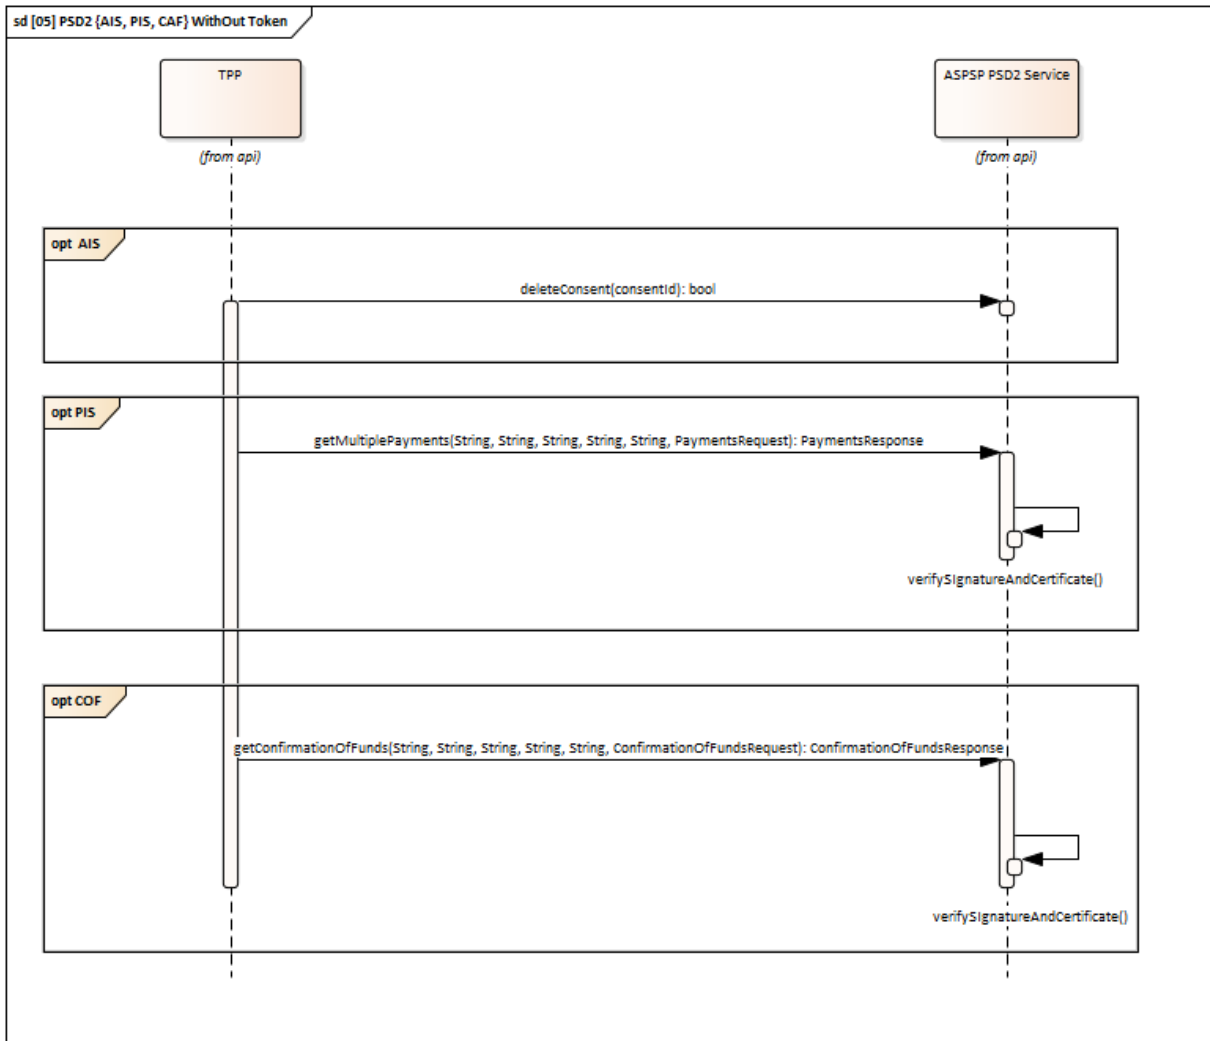 sd [05] PSD2 {AIS, PIS, CAF} WithOut Token
TPP
ASPSP PSD2 Service
(from api)
(from api)
opt AIS
deleteConsent(consentId): bool
opt PIS
getMultiplePayments(String, String, String, String, String, PaymentsRequest): PaymentsResponse
verifySIgnatureAndCertificate()
opt COF
getConfirmationOfFunds(String, String, String, String, String, ConfirmationOfFundsRequest): ConfirmationOfFundsResponse
verifySIgnatureAndCertificate()